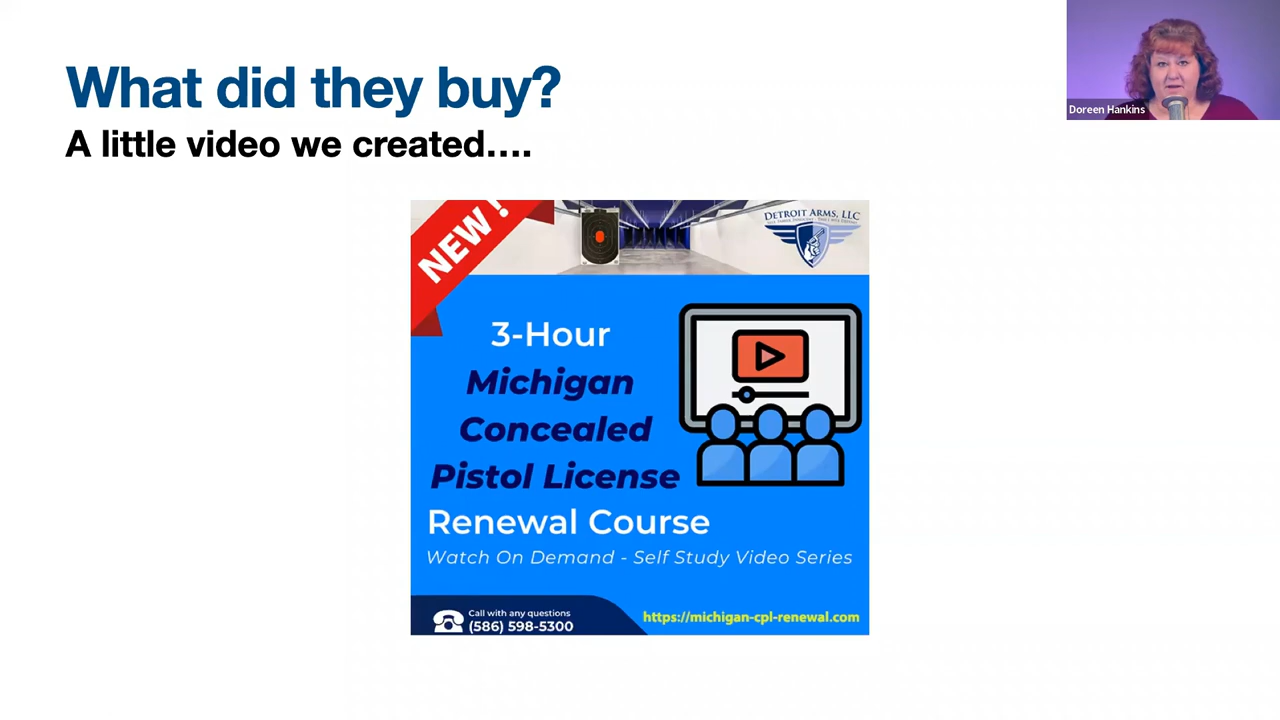 What did they buy?
A little video we created....
Doreen Hankins
NEW!
DETROIT ARMS, LLC
3-Hour
Michigan
Concealed
Pistol License
Renewal Course
Watch On Demand - Self Study Video Series
Call with any questions
(586) 598-5300
https://michigan-cpl-renewal.com